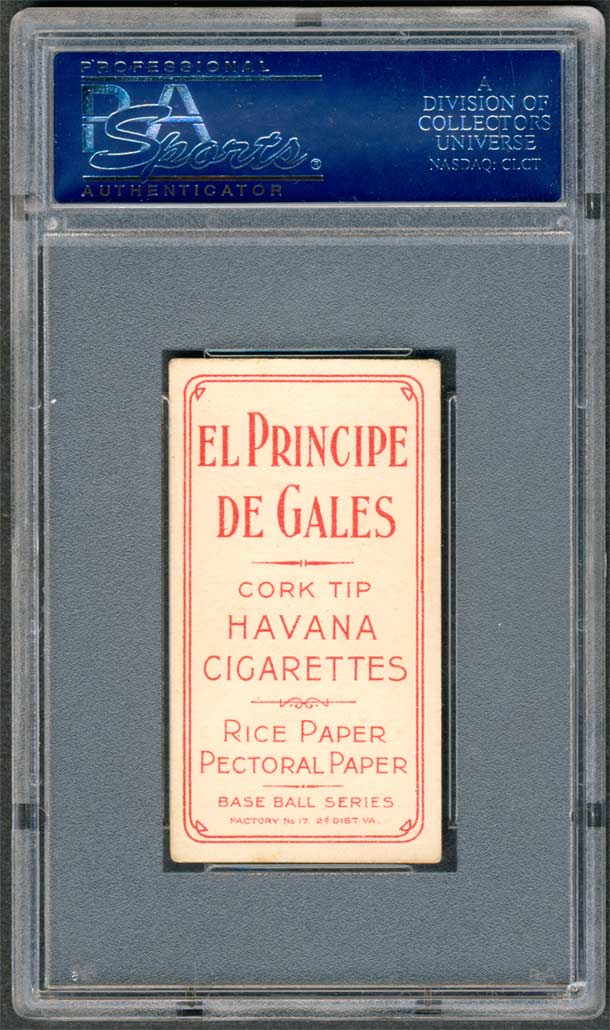 PROFESSIONAL
PSA
Sports®
AUTHENTICATOR
A
DIVISION OF
COLLECTORS
UNIVERSE
NASDAQ: CLCT
EL PRINCIPE
DE GALES
CORK TIP
HAVANA
CIGARETTES
RICE PAPER
PECTORAL PAPER
BASE BALL SERIES
FACTORY No 17. 2d DIST. VA.